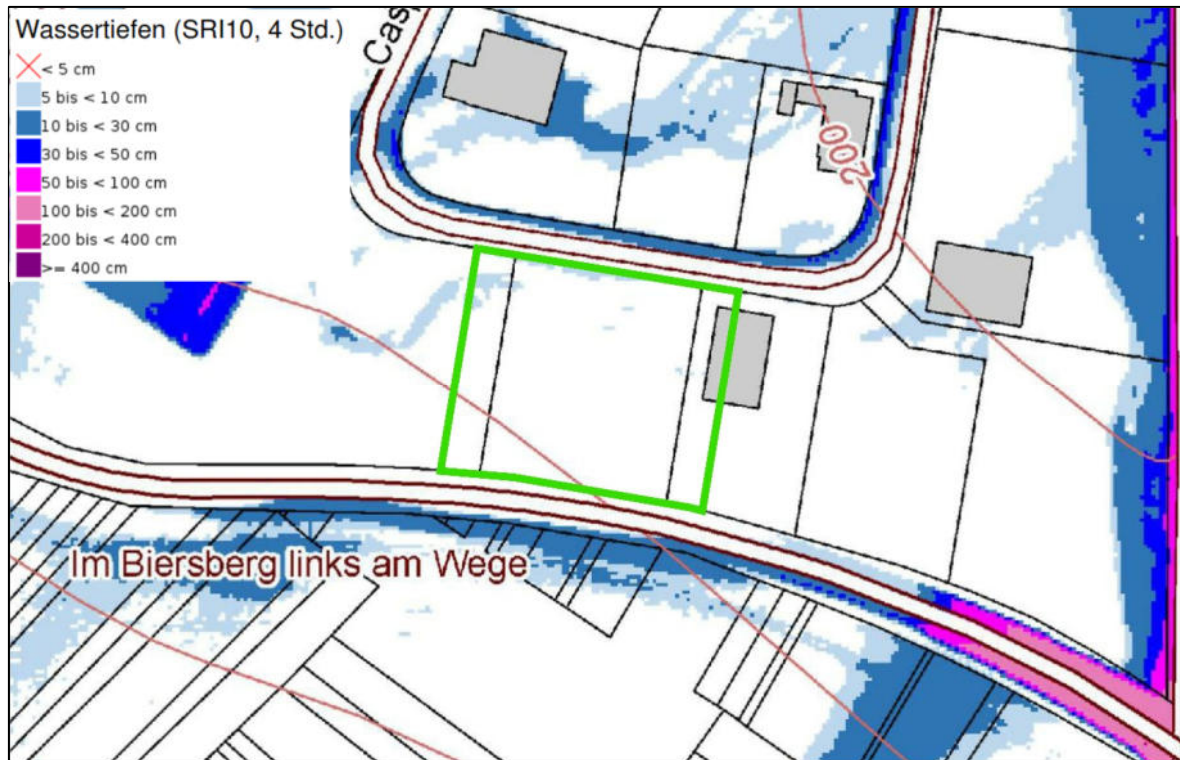 Wassertiefen (SRI10, 4 Std.)
< 5 cm
5 bis < 10 cm
10 bis < 30 cm
30 bis < 50 cm
50 bis < 100 cm
100 bis < 200 cm
200 bis < 400 cm
>= 400 cm
Casp
200
Im Biersberg links am Wege